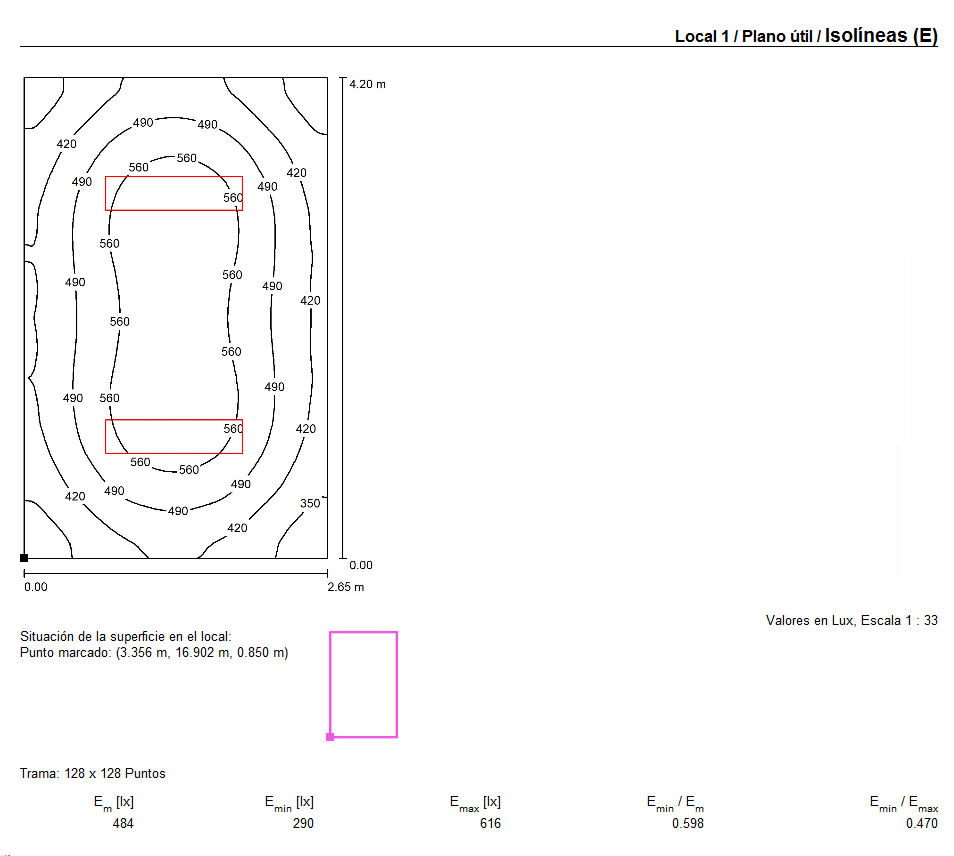 Local 1 / Plano útil / Isolíneas (E)
4.20 m
490 490
420
560 560
420
490 490
560
560
560
490 490
420
560
560
490
490 560
420
560
560 560
490 490
420
350
490
420
0.00
0.00 2.65 m
Valores en Lux, Escala 1 : 33
Situación de la superficie en el local:
Punto marcado: (3.356 m, 16.902 m, 0.850 m)
Trama: 128 x 128 Puntos
Em [lx] Emin [lx] Emax [lx] Emin / Em Emin / Emax
484 290 616 0.598 0.470